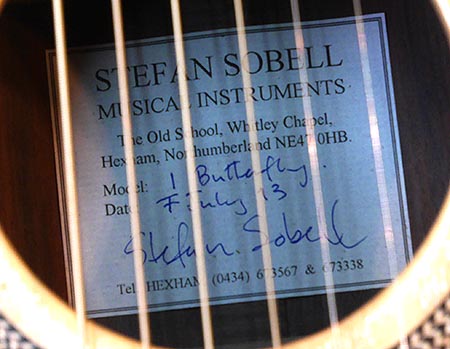 STEFAN SOBELL
MUSICAL INSTRUMENTS
The Old School, Whitley Chapel,
Hexham, Northumberland NE47 0HB.
Model: 1 Butterfly.
Date: 7 July 13
Stefan Sobell
Tel. HEXHAM (0434) 673567 & 673338